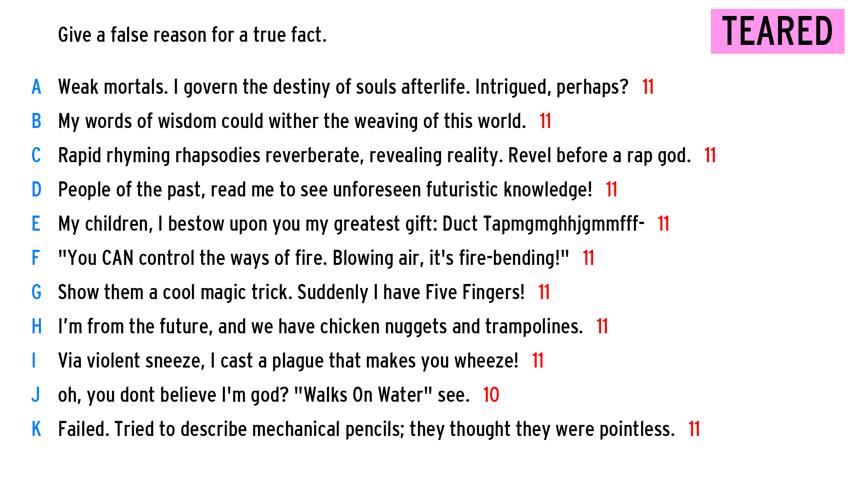 Give a false reason for a true fact.
TEARED
A Weak mortals. I govern the destiny of souls afterlife. Intrigued, perhaps? 11
B My words of wisdom could wither the weaving of this world. 11
C Rapid rhyming rhapsodies reverberate, revealing reality. Revel before a rap god. 11
D People of the past, read me to see unforeseen futuristic knowledge! 11
E My children, I bestow upon you my greatest gift: Duct Tapmgmghhjgmmfff- 11
F "You CAN control the ways of fire. Blowing air, it's fire-bending!" 11
G Show them a cool magic trick. Suddenly I have Five Fingers! 11
H I'm from the future, and we have chicken nuggets and trampolines. 11
I Via violent sneeze, I cast a plague that makes you wheeze! 11
J oh, you dont believe I'm god? "Walks On Water" see. 10
K Failed. Tried to describe mechanical pencils; they thought they were pointless. 11